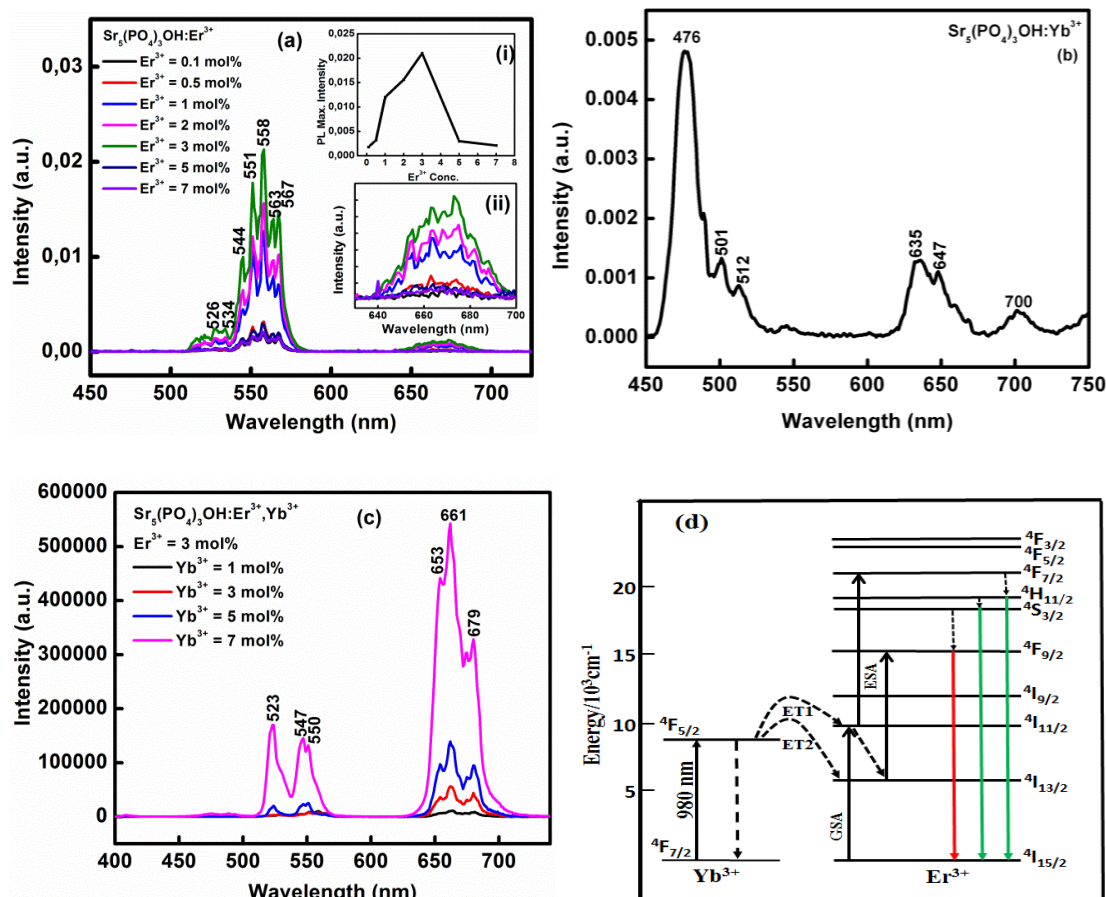 Sr₅(PO₄)₃OH:Er³⁺
(a)
Er³⁺ = 0.1 mol%
Er³⁺ = 0.5 mol%
Er³⁺ = 1 mol%
Er³⁺ = 2 mol%
Er³⁺ = 3 mol%
Er³⁺ = 5 mol%
Er³⁺ = 7 mol%
Intensity (a.u.)
0,03
0,02
0,01
0,00
526
534
544
551
558
563
567
450 500 550 600 650 700
Wavelength (nm)
(i)
PL Max. Intensity
0,025
0,020
0,015
0,010
0,005
0,000
0 1 2 3 4 5 6 7 8
Er³⁺ Conc.
(ii)
Intensity (a.u.)
640 660 680 700
Wavelength (nm)
Sr₅(PO₄)₃OH:Yb³⁺
(b)
Intensity (a.u.)
0.005
0.004
0.003
0.002
0.001
0.000
476
501
512
635
647
700
450 500 550 600 650 700 750
Wavelength (nm)
Sr₅(PO₄)₃OH:Er³⁺,Yb³⁺
(c)
Er³⁺ = 3 mol%
Yb³⁺ = 1 mol%
Yb³⁺ = 3 mol%
Yb³⁺ = 5 mol%
Yb³⁺ = 7 mol%
Intensity (a.u.)
600000
500000
400000
300000
200000
100000
0
523
547
550
653
661
679
400 450 500 550 600 650 700
Wavelength (nm)
(d)
Energy/10³cm⁻¹
20
15
10
5
⁴F₅/₂
980 nm
⁴F₇/₂
Yb³⁺
ET1
ET2
GSA
ESA
⁴F₃/₂
⁴F₅/₂
⁴F₇/₂
⁴H₁₁/₂
⁴S₃/₂
⁴F₉/₂
⁴I₉/₂
⁴I₁₁/₂
⁴I₁₃/₂
⁴I₁₅/₂
Er³⁺